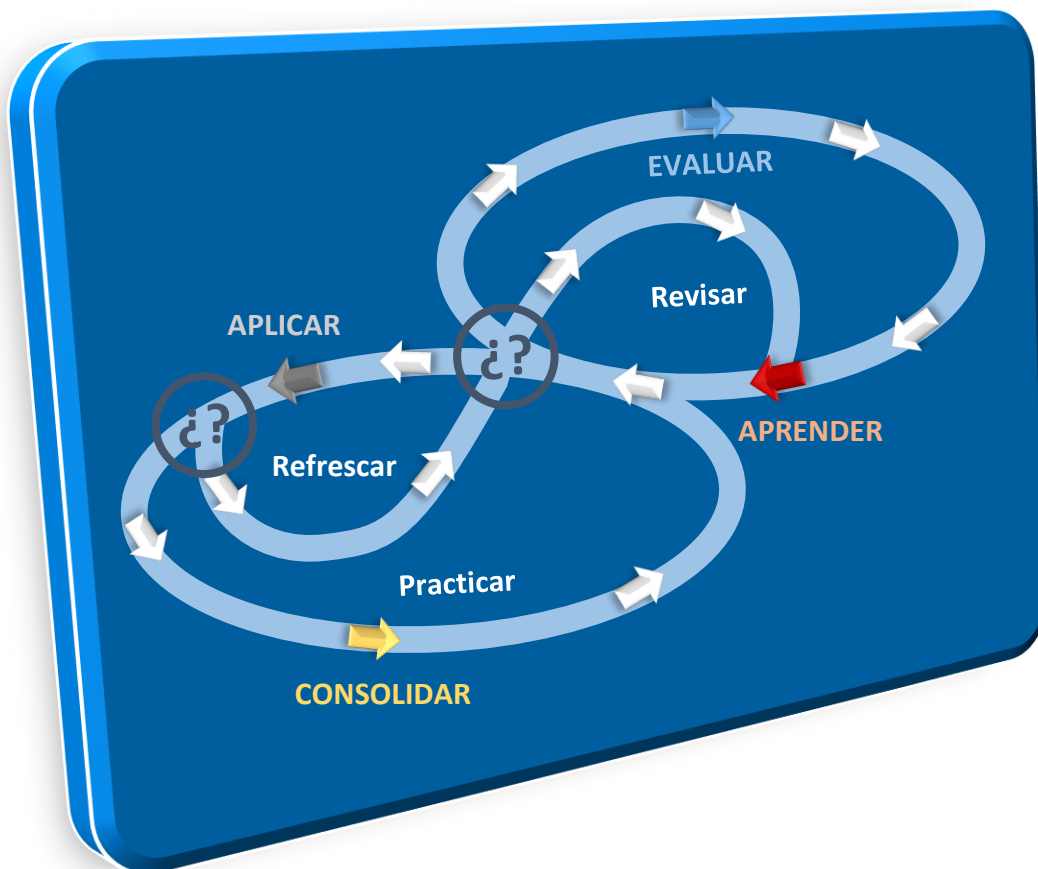 EVALUAR
Revisar
APLICAR
¿?
¿?
APRENDER
Refrescar
Practicar
CONSOLIDAR